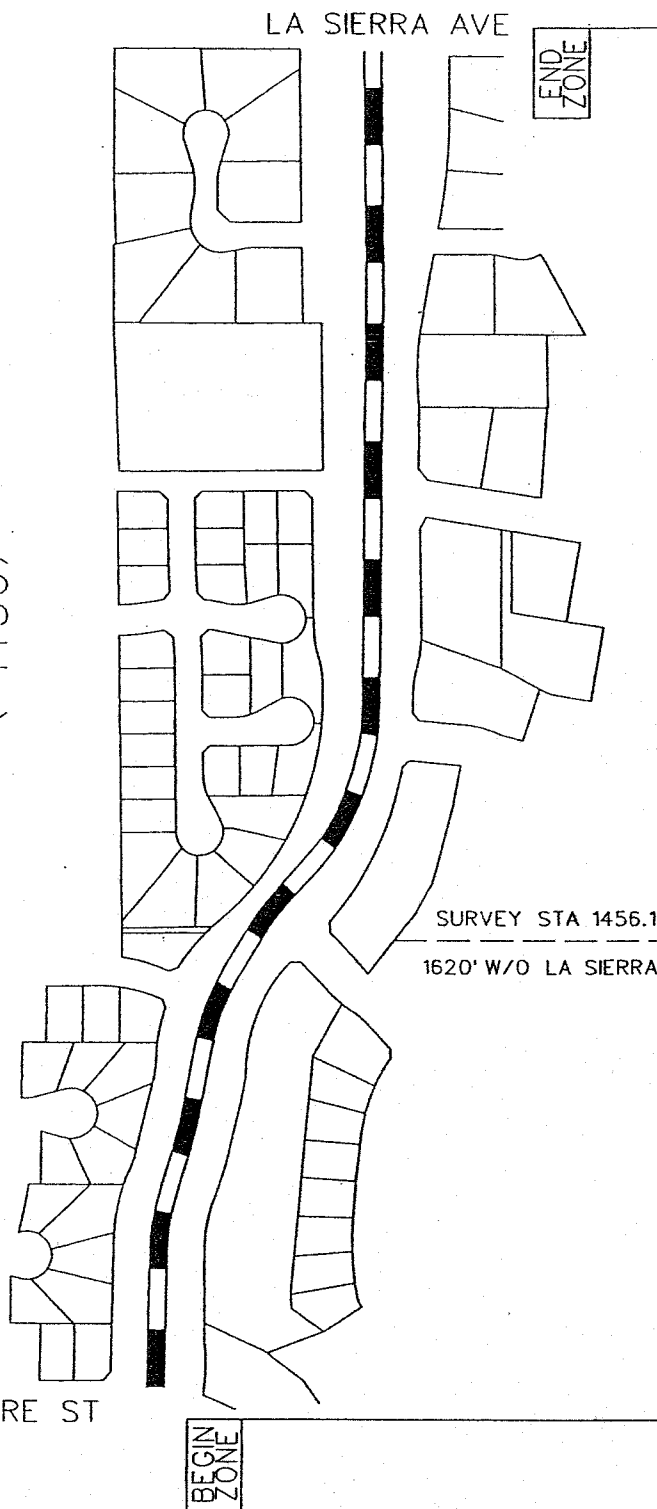 LA SIERRA AVE
END
ZONE
SURVEY STA 1456.1
1620' W/O LA SIERRA
RE ST
BEGIN
ZONE